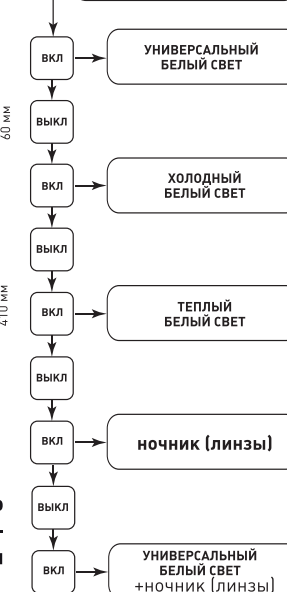 ВКЛ
УНИВЕРСАЛЬНЫЙ
БЕЛЫЙ СВЕТ
60 мм
ВЫКЛ
ВКЛ
ХОЛОДНЫЙ
БЕЛЫЙ СВЕТ
ВЫКЛ
410 мм
ВКЛ
ТЕПЛЫЙ
БЕЛЫЙ СВЕТ
ВЫКЛ
ВКЛ
ночник (линзы)
ВЫКЛ
ВКЛ
УНИВЕРСАЛЬНЫЙ
БЕЛЫЙ СВЕТ
+ночник (линзы)